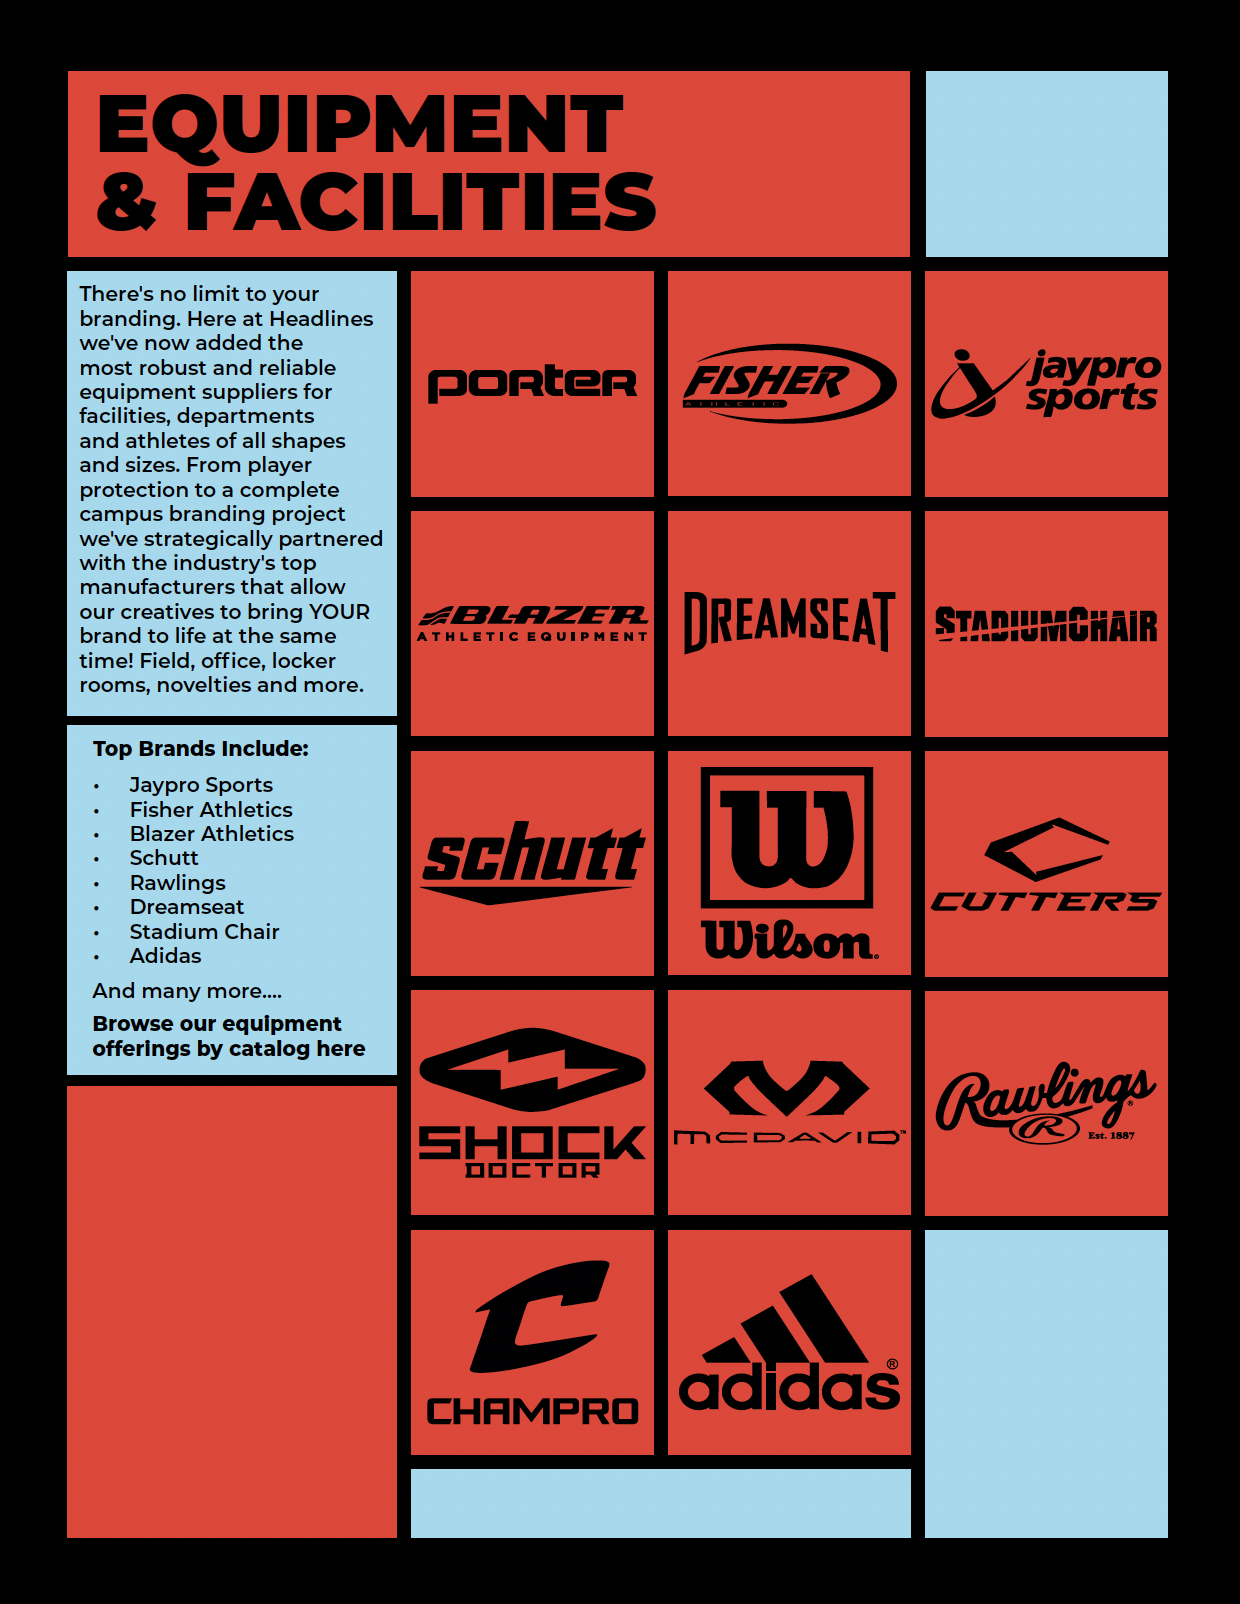 EQUIPMENT
& FACILITIES
There's no limit to your
branding. Here at Headlines
we've now added the
most robust and reliable
equipment suppliers for
facilities, departments
and athletes of all shapes
and sizes. From player
protection to a complete
campus branding project
we've strategically partnered
with the industry's top
manufacturers that allow
our creatives to bring YOUR
brand to life at the same
time! Field, office, locker
rooms, novelties and more.
Top Brands Include:
• Jaypro Sports
• Fisher Athletics
• Blazer Athletics
• Schutt
• Rawlings
• Dreamseat
• Stadium Chair
• Adidas
And many more....
Browse our equipment
offerings by catalog here
porter
FISHER
ATHLETIC
jaypro
sports
BLAZER
ATHLETIC EQUIPMENT
DREAMSEAT
STADIUMCHAIR
schutt
W
Wilson®
CUTTERS
SHOCK
DOCTOR
MCDAVID™
Rawlings®
R
Est. 1887
C
CHAMPRO
adidas®